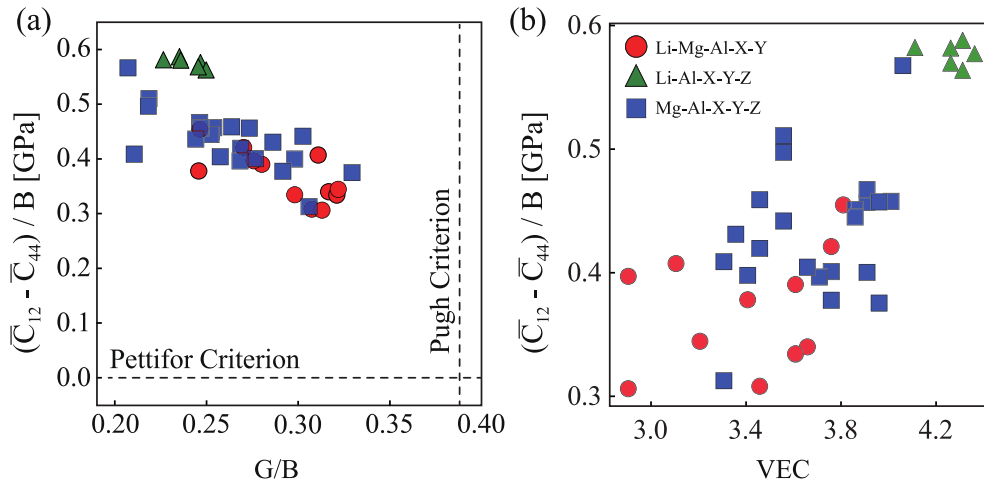 (a)
(C̅12 - C̅44) / B [GPa]
0.6
0.5
0.4
0.3
0.2
0.1
0.0
Pettifor Criterion
Pugh Criterion
0.20
0.25
0.30
0.35
0.40
G/B
(b)
(C̅12 - C̅44) / B [GPa]
0.6
0.5
0.4
0.3
Li-Mg-Al-X-Y
Li-Al-X-Y-Z
Mg-Al-X-Y-Z
3.0
3.4
3.8
4.2
VEC